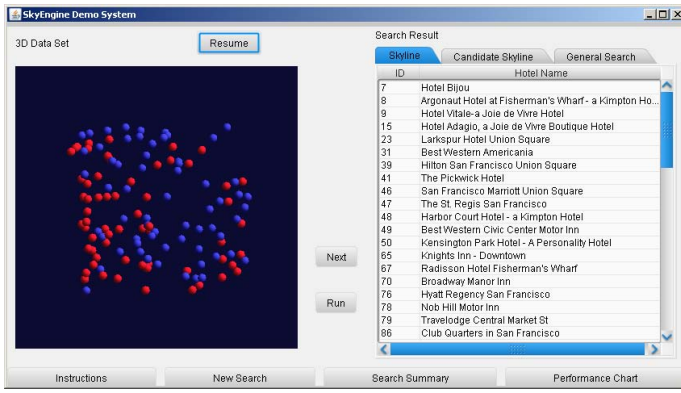 SkyEngine Demo System
3D Data Set
Resume
Search Result
Skyline
Candidate Skyline
General Search
ID Hotel Name
7 Hotel Bijou
8 Argonaut Hotel at Fisherman's Wharf - a Kimpton Ho...
9 Hotel Vitale-a Joie de Vivre Hotel
15 Hotel Adagio, a Joie de Vivre Boutique Hotel
23 Larkspur Hotel Union Square
31 Best Western Americania
39 Hilton San Francisco Union Square
41 The Pickwick Hotel
46 San Francisco Marriott Union Square
47 The St. Regis San Francisco
48 Harbor Court Hotel - a Kimpton Hotel
49 Best Western Civic Center Motor Inn
50 Kensington Park Hotel - A Personality Hotel
65 Knights Inn - Downtown
67 Radisson Hotel Fisherman's Wharf
70 Broadway Manor Inn
76 Hyatt Regency San Francisco
78 Nob Hill Motor Inn
79 Travelodge Central Market St
86 Club Quarters in San Francisco
Next
Run
Instructions
New Search
Search Summary
Performance Chart